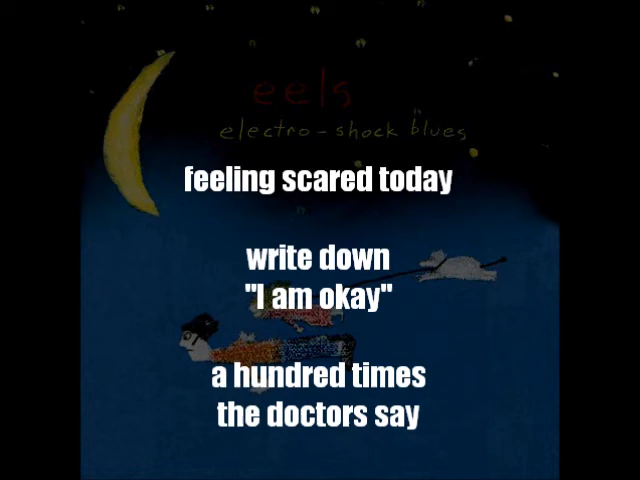 eels
electro-shock blues
feeling scared today
write down
"I am okay"
a hundred times
the doctors say